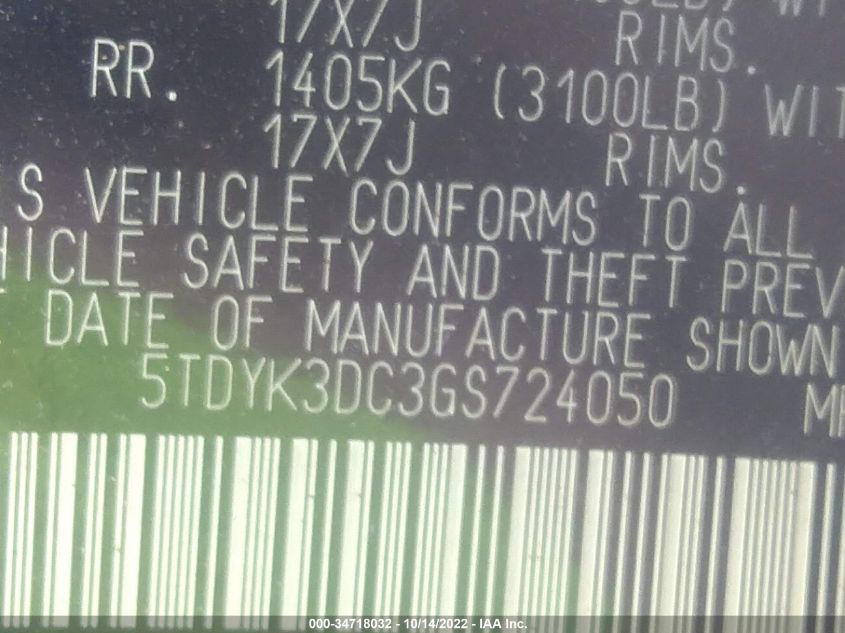 17X7J RIMS.
RR. 1405KG (3100LB) WIT
17X7J RIMS.
S VEHICLE CONFORMS TO ALL
HICLE SAFETY AND THEFT PREV
E DATE OF MANUFACTURE SHOWN
5TDYK3DC3GS724050
000-34718032 - 10/14/2022 - IAA Inc.